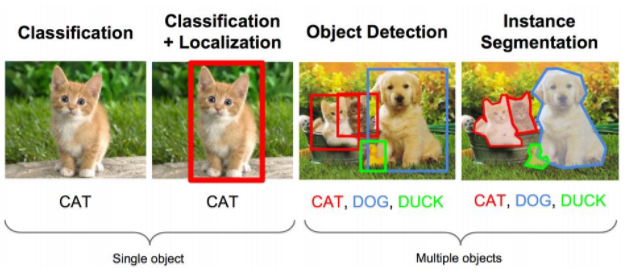 Classification
Classification
+ Localization
Object Detection
Instance
Segmentation
CAT
CAT
CAT, DOG, DUCK
CAT, DOG, DUCK
Single object
Multiple objects